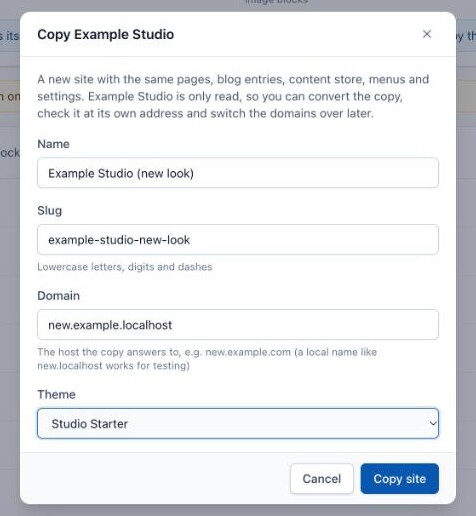 Image blocks
Copy Example Studio
A new site with the same pages, blog entries, content store, menus and
settings. Example Studio is only read, so you can convert the copy,
check it at its own address and switch the domains over later.
Name
Example Studio (new look)
Slug
example-studio-new-look
Lowercase letters, digits and dashes
Domain
new.example.localhost
The host the copy answers to, e.g. new.example.com (a local name like
new.localhost works for testing)
Theme
Studio Starter
Cancel
Copy site